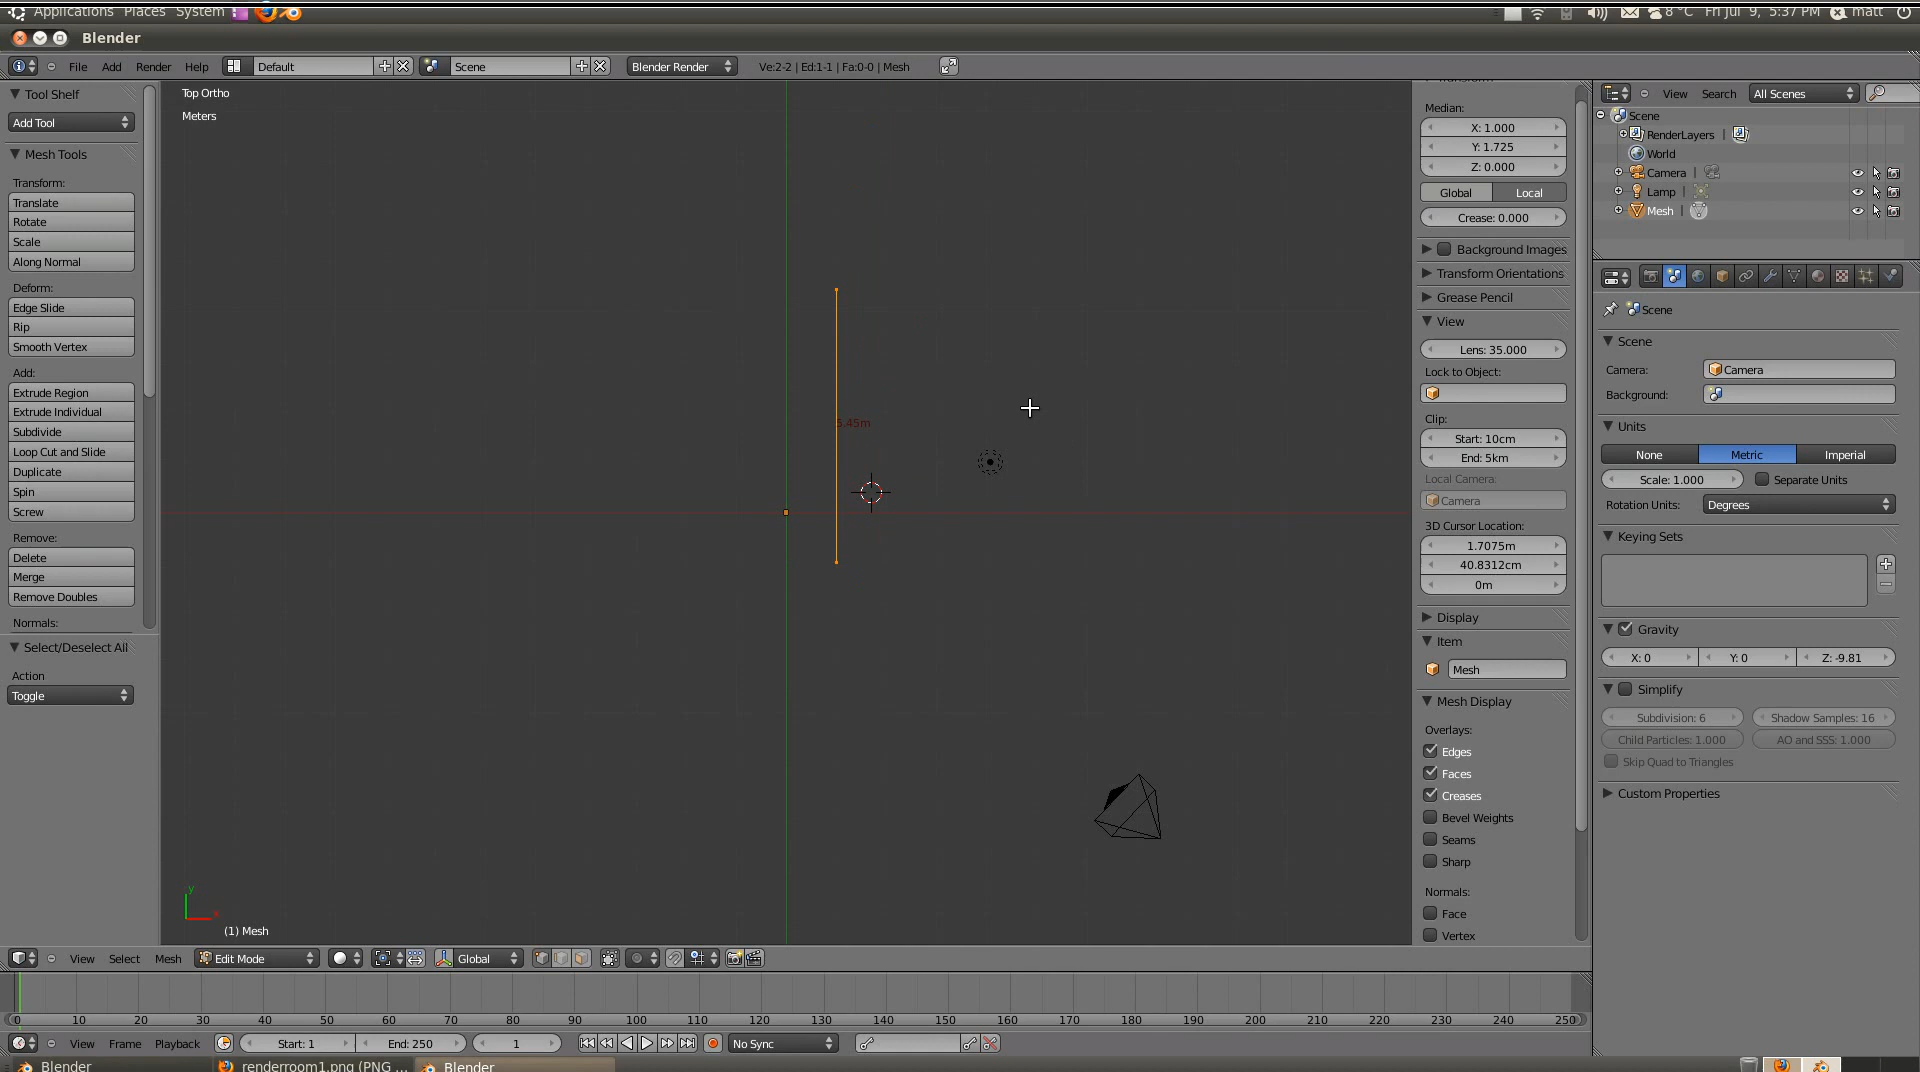 Applications Places System 8 °C Fri Jul 9, 5:37 PM matt
Blender
File Add Render Help Default Scene Blender Render Ve:2-2 | Ed:1-1 | Fa:0-0 | Mesh
Tool Shelf
Add Tool
Mesh Tools
Transform:
Translate
Rotate
Scale
Along Normal
Deform:
Edge Slide
Rip
Smooth Vertex
Add:
Extrude Region
Extrude Individual
Subdivide
Loop Cut and Slide
Duplicate
Spin
Screw
Remove:
Delete
Merge
Remove Doubles
Normals:
Select/Deselect All
Action
Toggle
Top Ortho
Meters
5.45m
y
x
(1) Mesh
Transform
Median:
X: 1.000
Y: 1.725
Z: 0.000
Global Local
Crease: 0.000
Background Images
Transform Orientations
Grease Pencil
View
Lens: 35.000
Lock to Object:
Clip:
Start: 10cm
End: 5km
Local Camera:
Camera
3D Cursor Location:
1.7075m
40.8312cm
0m
Display
Item
Mesh
Mesh Display
Overlays:
Edges
Faces
Creases
Bevel Weights
Seams
Sharp
Normals:
Face
Vertex
View Search All Scenes
Scene
RenderLayers |
World
Camera |
Lamp |
Mesh |
Scene
Scene
Camera: Camera
Background:
Units
None Metric Imperial
Scale: 1.000 Separate Units
Rotation Units: Degrees
Keying Sets
Gravity
X: 0 Y: 0 Z: -9.81
Simplify
Subdivision: 6 Shadow Samples: 16
Child Particles: 1.000 AO and SSS: 1.000
Skip Quad to Triangles
Custom Properties
View Select Mesh Edit Mode Global
0 10 20 30 40 50 60 70 80 90 100 110 120 130 140 150 160 170 180 190 200 210 220 230 240 250
View Frame Playback Start: 1 End: 250 1 No Sync
Blender renderroom1.png (PNG ... Blender